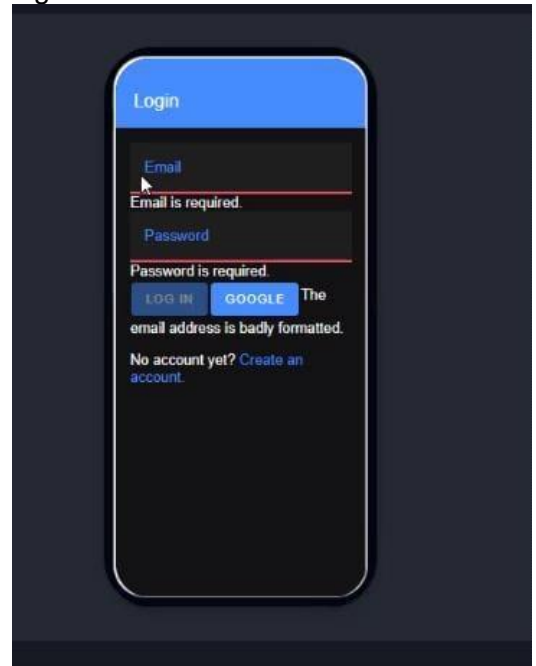 Login
Email
Email is required.
Password
Password is required.
LOG IN GOOGLE The
email address is badly formatted.
No account yet? Create an
account.